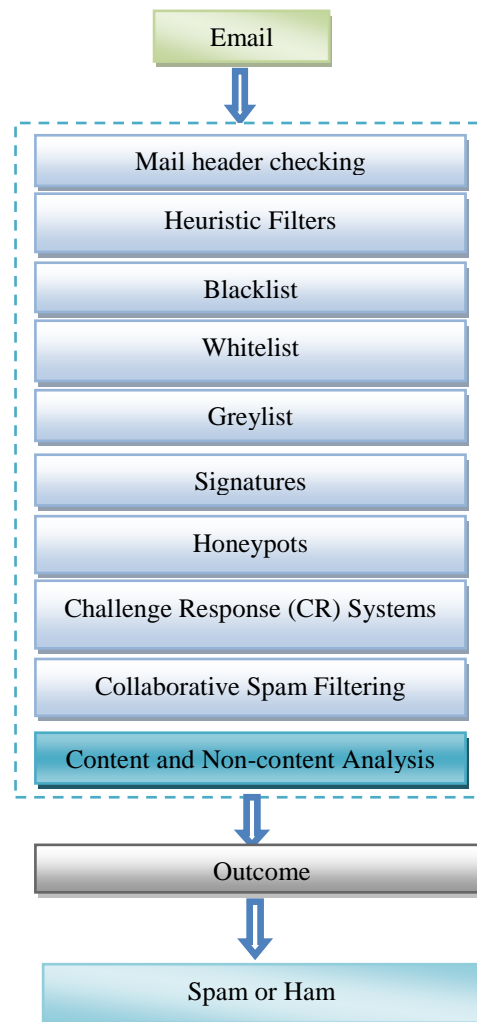 Email
Mail header checking
Heuristic Filters
Blacklist
Whitelist
Greylist
Signatures
Honeypots
Challenge Response (CR) Systems
Collaborative Spam Filtering
Content and Non-content Analysis
Outcome
Spam or Ham